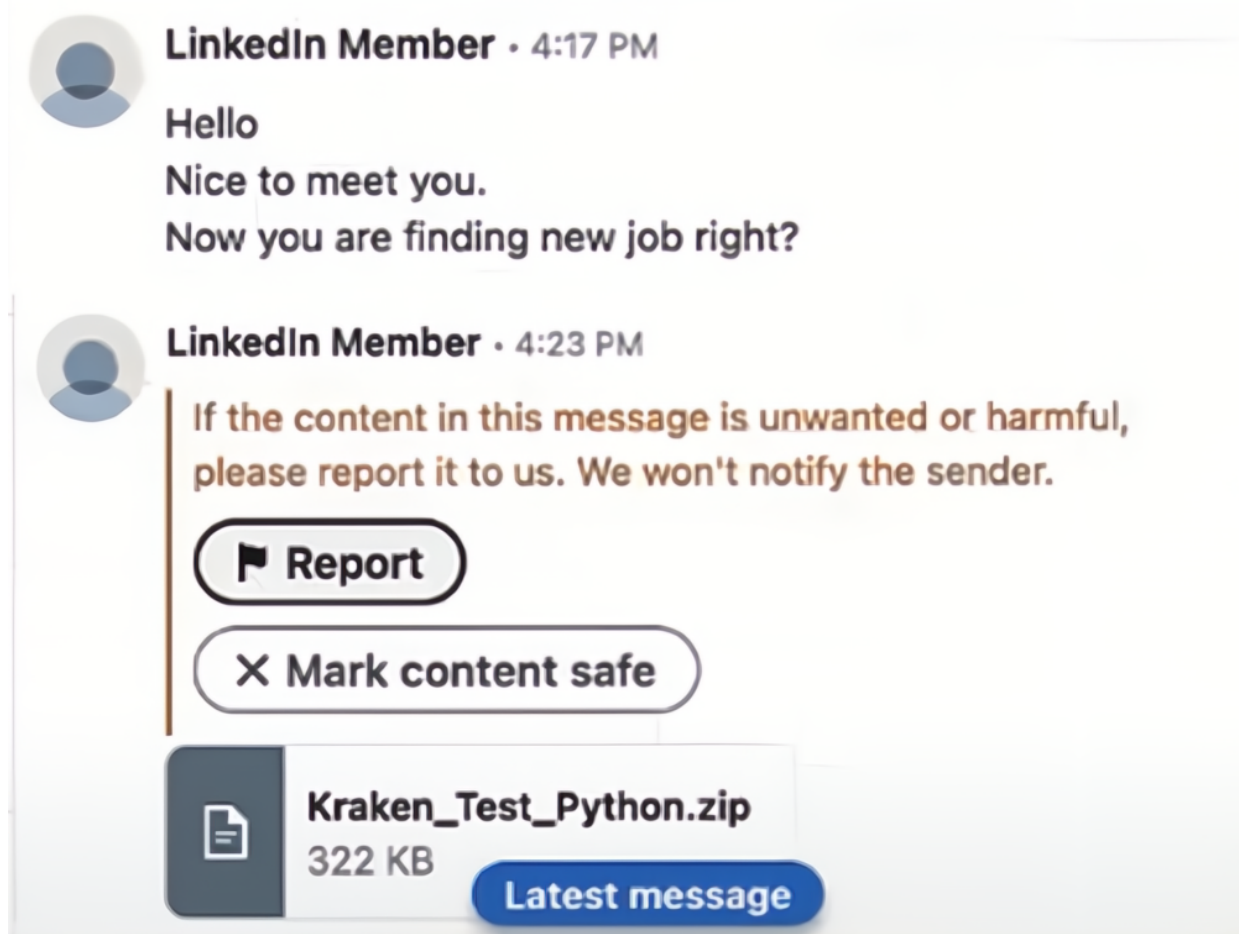 LinkedIn Member • 4:17 PM
Hello
Nice to meet you.
Now you are finding new job right?
LinkedIn Member • 4:23 PM
If the content in this message is unwanted or harmful,
please report it to us. We won't notify the sender.
Report
Mark content safe
Kraken_Test_Python.zip
322 KB
Latest message